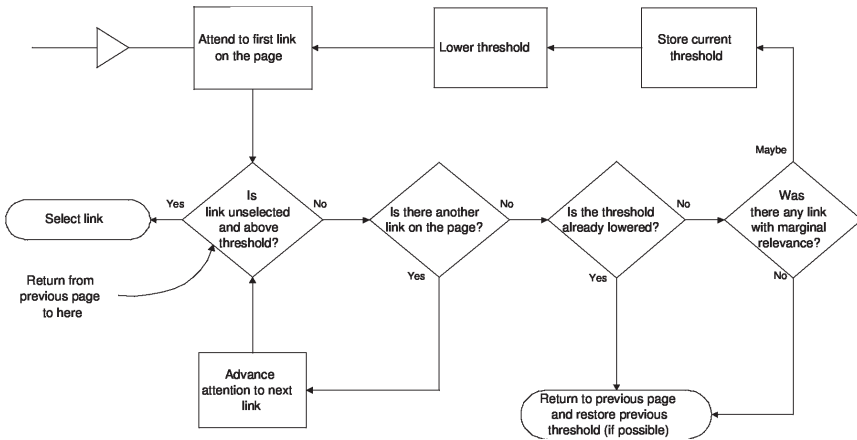 Attend to first link
on the page
Lower threshold
Store current
threshold
Maybe
Select link
Yes
Is
link unselected
and above
threshold?
No
Is there another
link on the page?
No
Is the threshold
already lowered?
No
Was
there any link
with marginal
relevance?
Yes
Yes
No
Return from
previous page
to here
Advance
attention to next
link
Return to previous page
and restore previous
threshold (if possible)